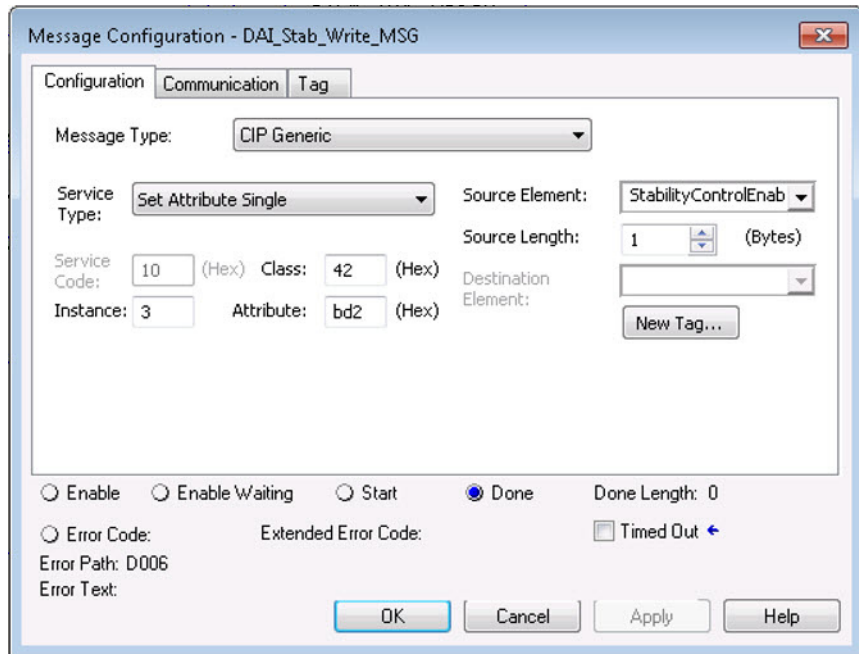 Message Configuration - DAI_Stab_Write_MSG
Configuration Communication Tag
Message Type: CIP Generic
Service Type: Set Attribute Single
Source Element: StabilityControlEnab
Source Length: 1 (Bytes)
Service Code: 10 (Hex) Class: 42 (Hex)
Destination Element:
Instance: 3 Attribute: bd2 (Hex)
New Tag...
Enable Enable Waiting Start Done Done Length: 0
Error Code: Extended Error Code: Timed Out
Error Path: D006
Error Text:
OK Cancel Apply Help